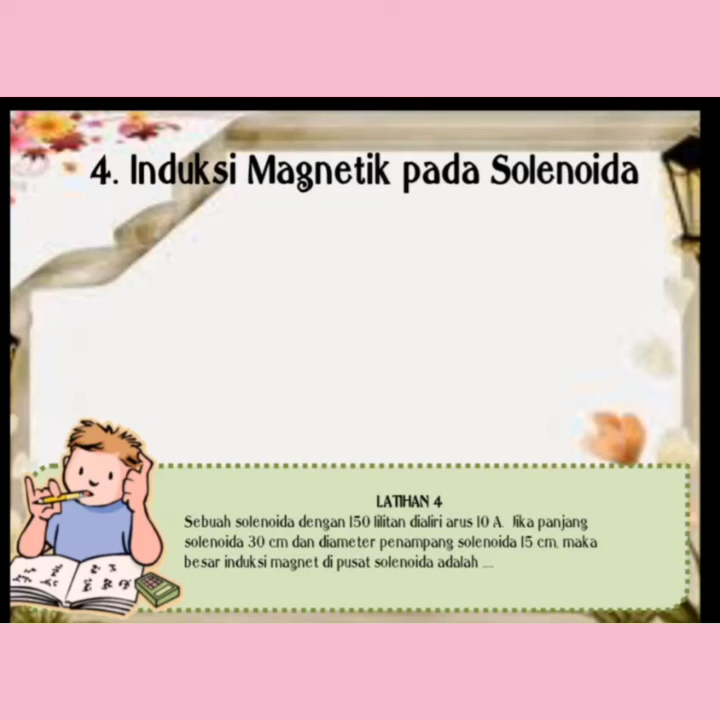 4. Induksi Magnetik pada Solenoida
LATIHAN 4
Sebuah solenoida dengan 150 lilitan dialiri arus 10 A. Jika panjang
solenoida 30 cm dan diameter penampang solenoida 15 cm, maka
besar induksi magnet di pusat solenoida adalah ....